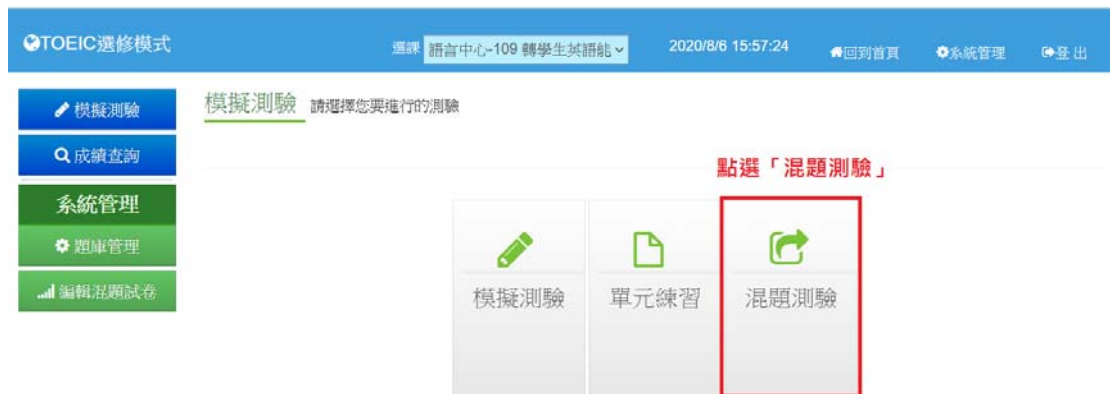 TOEIC選修模式
選課 語言中心-109 轉學生英語能
2020/8/6 15:57:24
回到首頁
系統管理
登出
模擬測驗
成績查詢
系統管理
題庫管理
編輯混題試卷
模擬測驗 請選擇您要進行的測驗
點選「混題測驗」
模擬測驗
單元練習
混題測驗